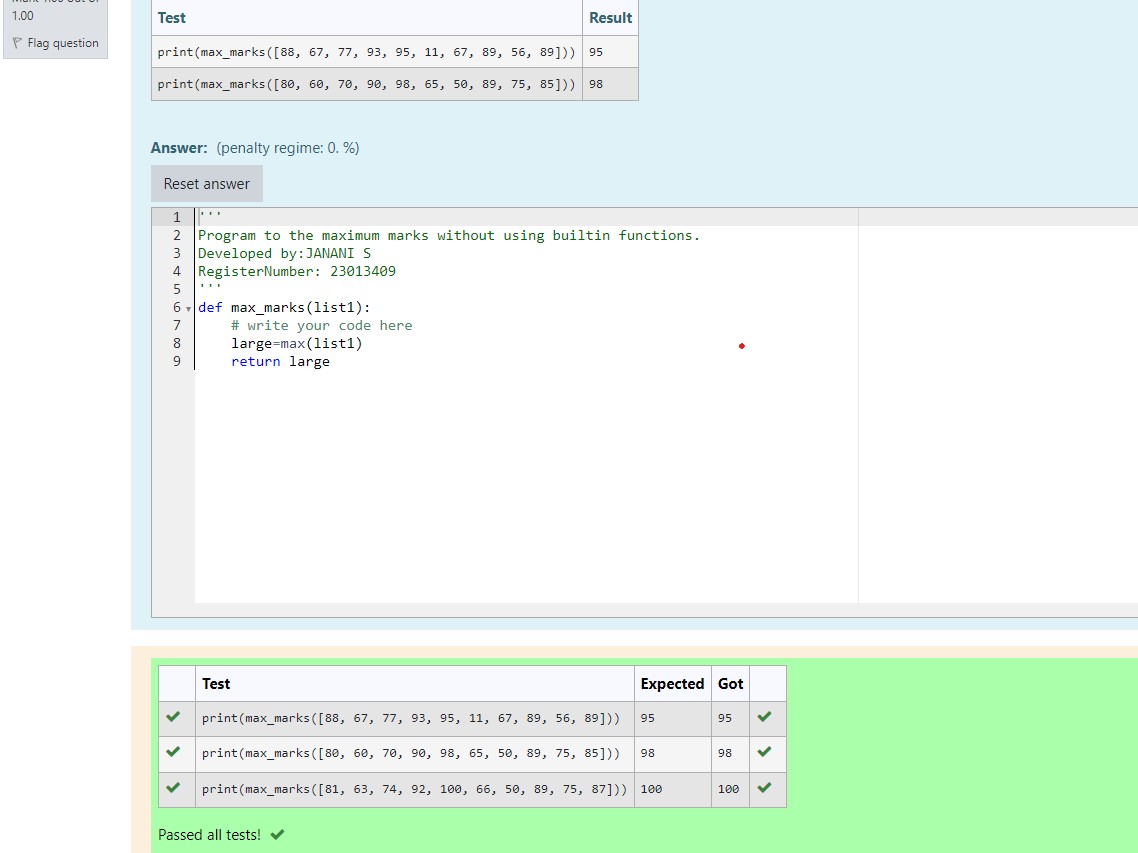 1.00
Flag question
Test Result
print(max_marks([88, 67, 77, 93, 95, 11, 67, 89, 56, 89])) 95
print(max_marks([80, 60, 70, 90, 98, 65, 50, 89, 75, 85])) 98
Answer: (penalty regime: 0. %)
Reset answer
1 '''
2 Program to the maximum marks without using builtin functions.
3 Developed by:JANANI S
4 RegisterNumber: 23013409
5 '''
6 def max_marks(list1):
7 # write your code here
8 large=max(list1)
9 return large
Test Expected Got
print(max_marks([88, 67, 77, 93, 95, 11, 67, 89, 56, 89])) 95 95
print(max_marks([80, 60, 70, 90, 98, 65, 50, 89, 75, 85])) 98 98
print(max_marks([81, 63, 74, 92, 100, 66, 50, 89, 75, 87])) 100 100
Passed all tests!